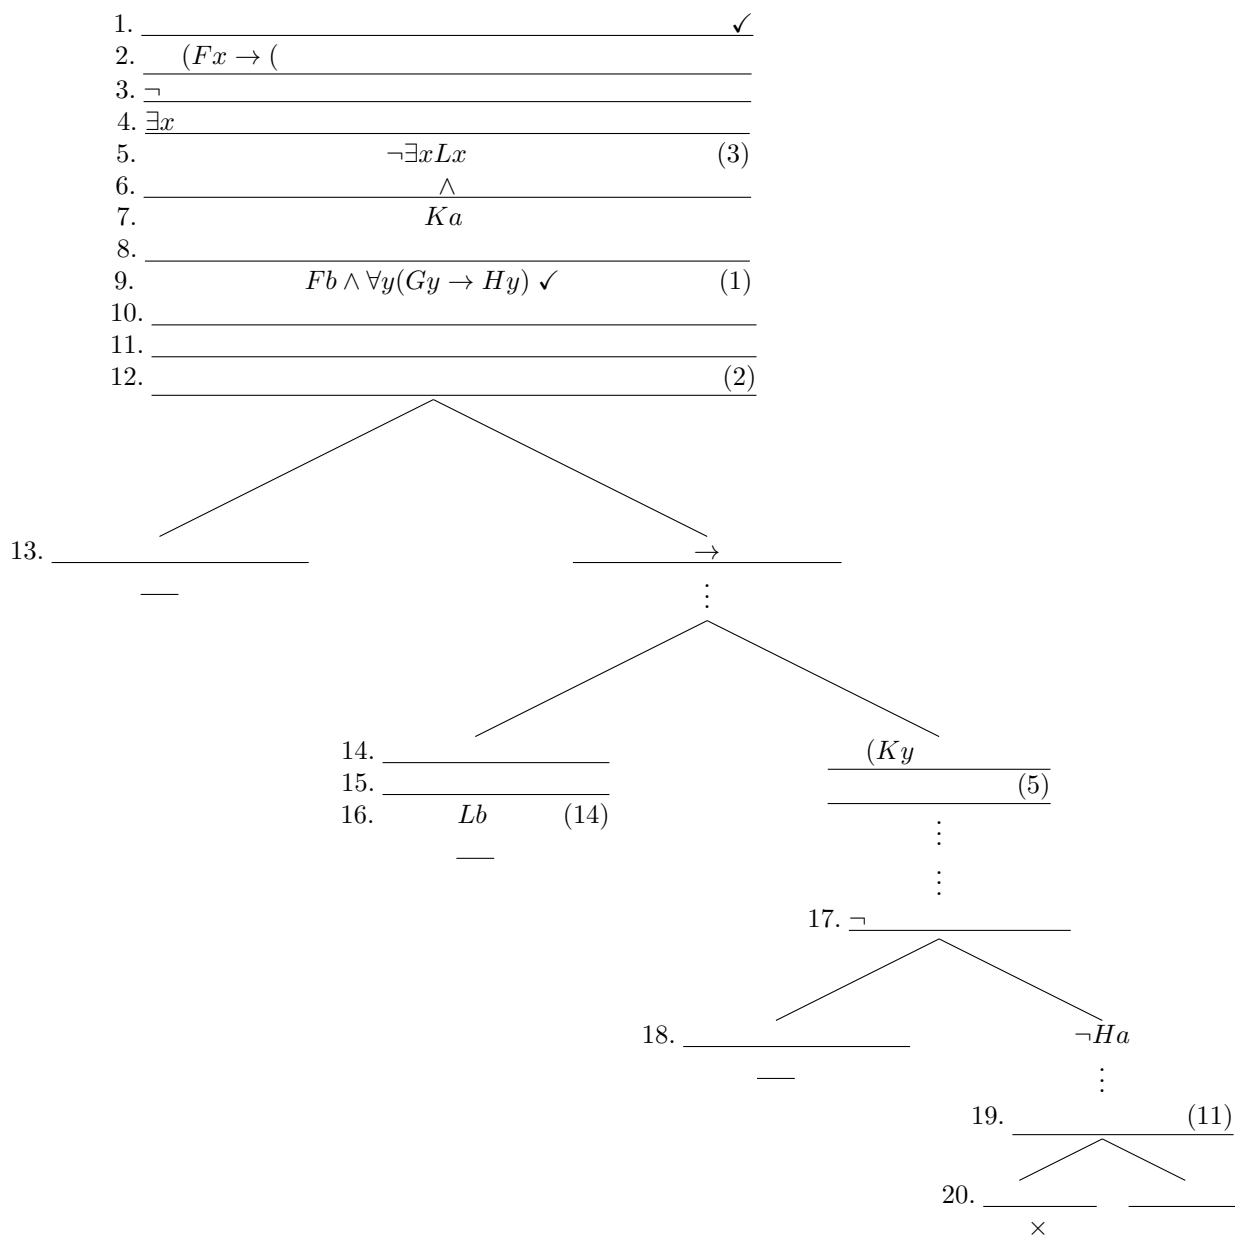 1. ✓
2. (Fx → (
3. ¬
4. ∃x
5. ¬∃xLx (3)
6. ∧
7. Ka
8.
9. Fb ∧ ∀y(Gy → Hy) ✓ (1)
10.
11.
12. (2)
13. →
⋮
14. (Ky
15. (5)
16. Lb (14)
⋮
⋮
17. ¬
18. ¬Ha
⋮
19. (11)
20.
×